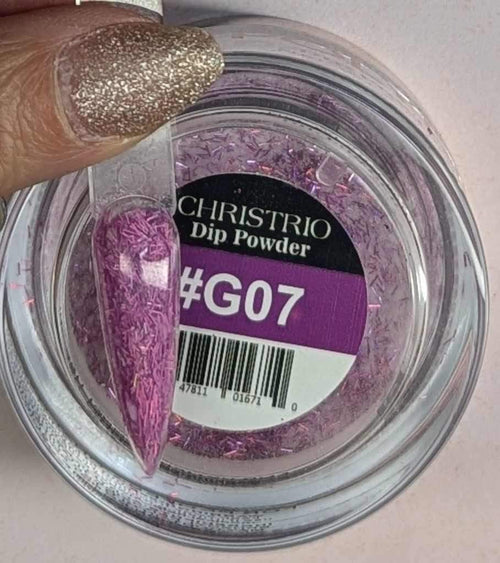 CHRISTRIO
Dip Powder
#G07
47811 01671 0